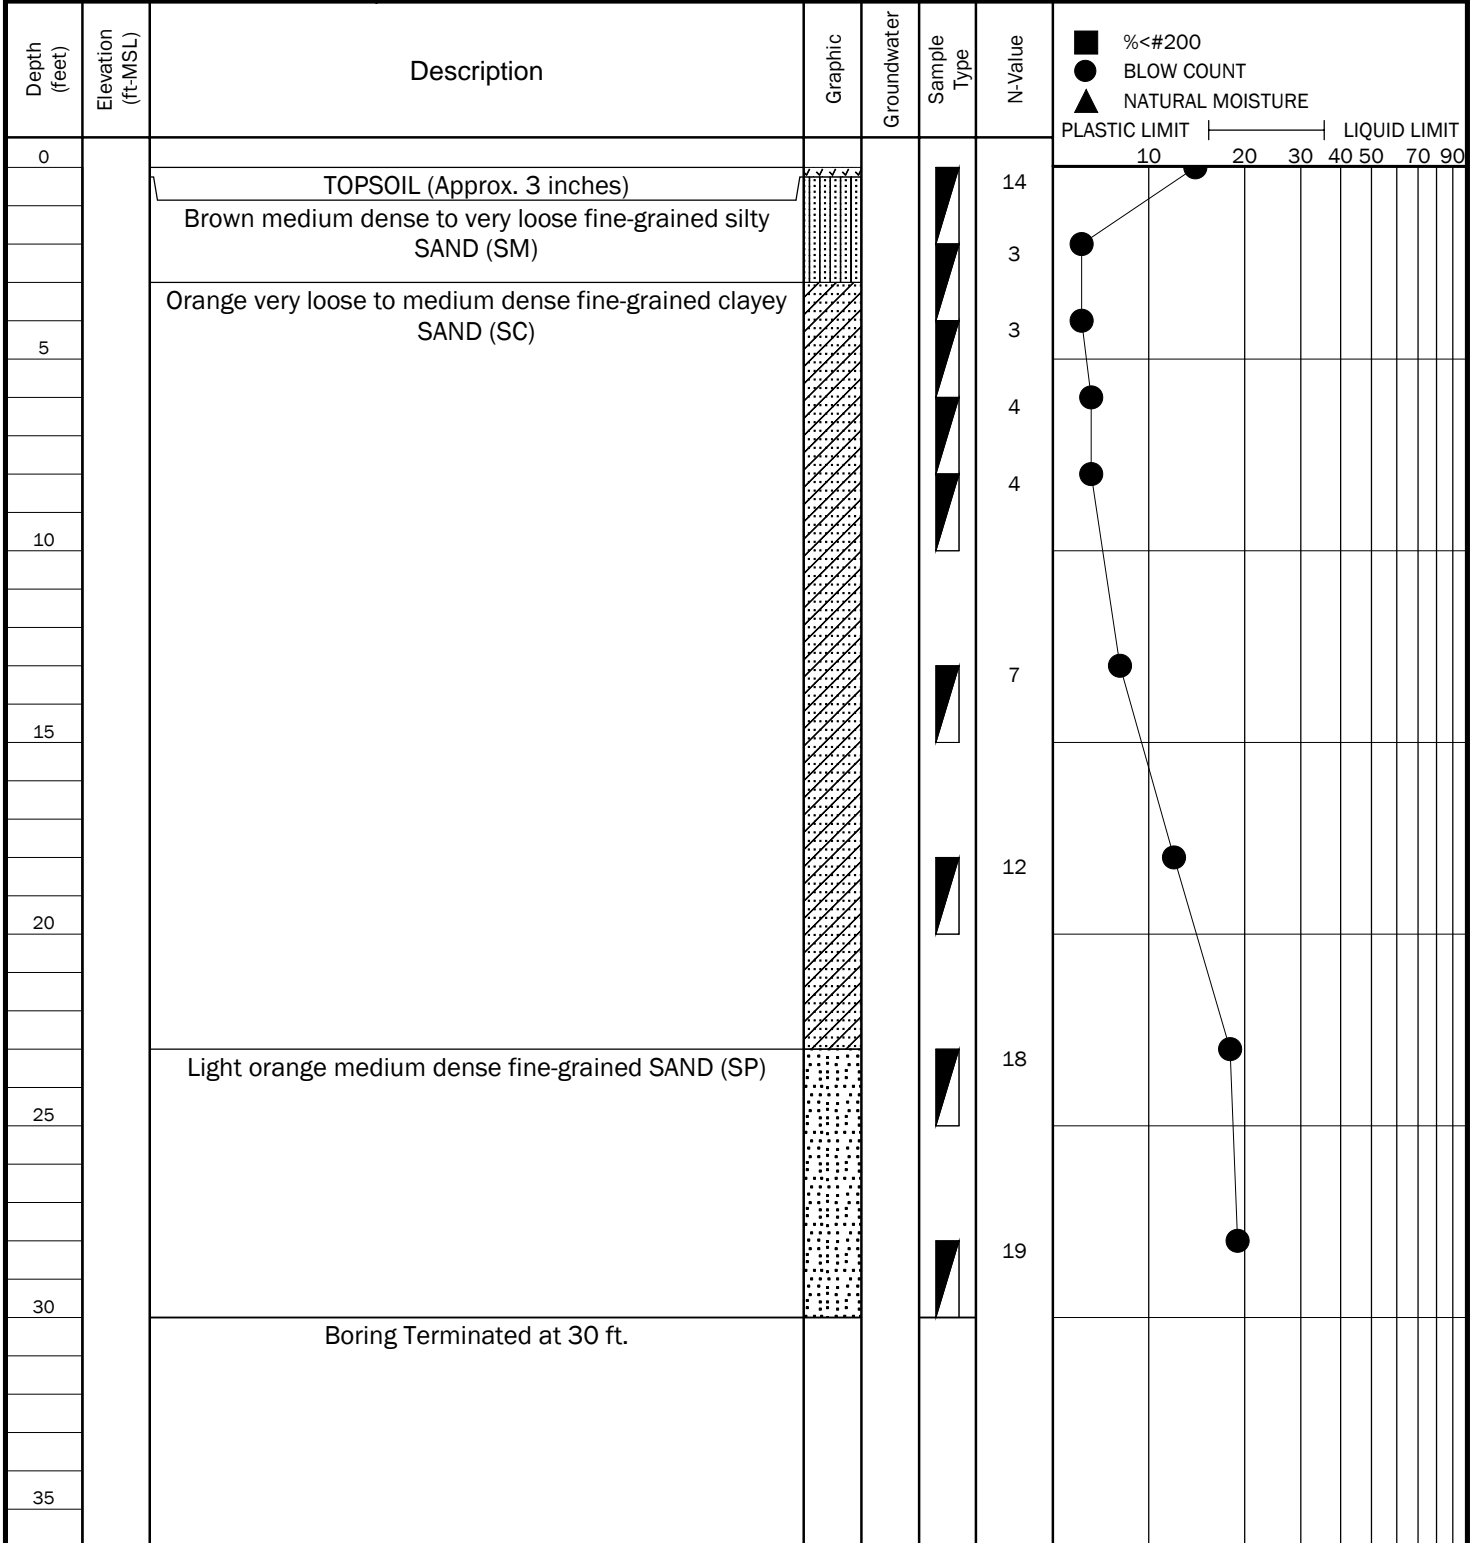 Depth
(feet)
Elevation
(ft-MSL)
Description
Graphic
Groundwater
Sample
Type
N-Value
%<#200
BLOW COUNT
NATURAL MOISTURE
PLASTIC LIMIT LIQUID LIMIT
10 20 30 40 50 70 90
0
TOPSOIL (Approx. 3 inches)
14
Brown medium dense to very loose fine-grained silty
SAND (SM)
3
Orange very loose to medium dense fine-grained clayey
SAND (SC)
3
5
4
4
10
7
15
12
20
Light orange medium dense fine-grained SAND (SP)
18
25
19
30
Boring Terminated at 30 ft.
35